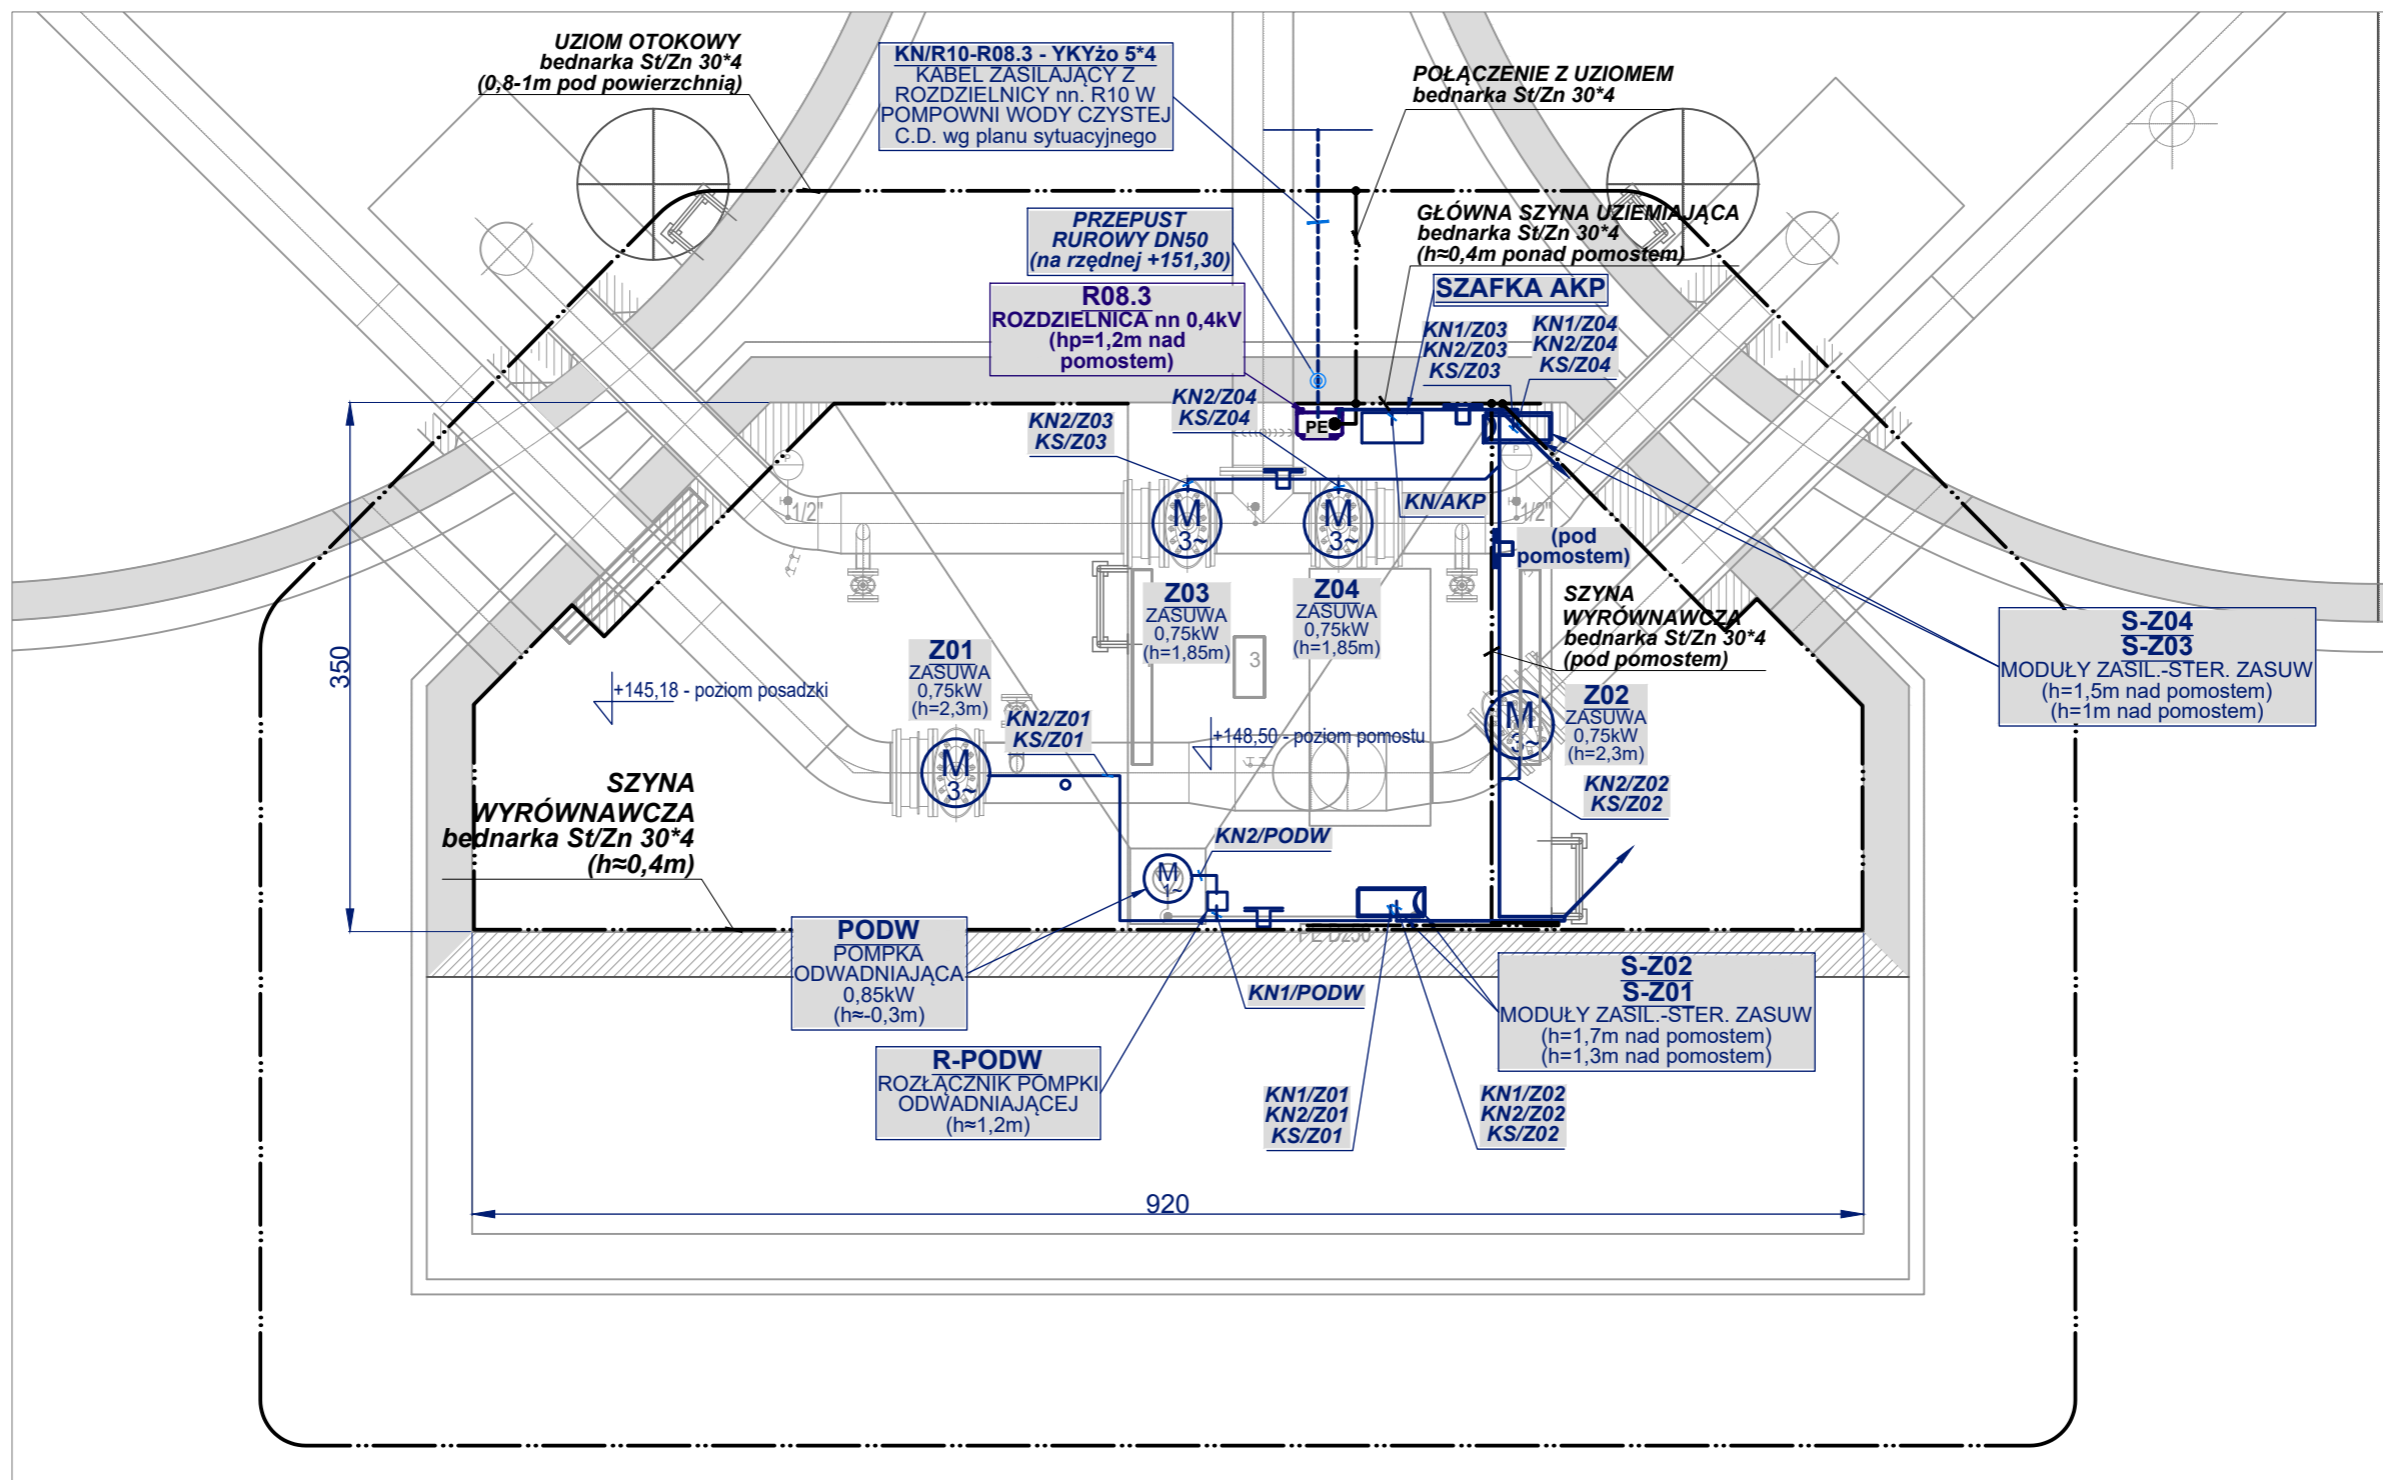 UZIOM OTOKOWY
bednarka St/Zn 30*4
(0,8-1m pod powierzchnią)
KN/R10-R08.3 - YKYżo 5*4
KABEL ZASILAJĄCY Z
ROZDZIELNICY nn. R10 W
POMPOWNI WODY CZYSTEJ
C.D. wg planu sytuacyjnego
POŁĄCZENIE Z UZIOMEM
bednarka St/Zn 30*4
PRZEPUST
RUROWY DN50
(na rzędnej +151,30)
GŁÓWNA SZYNA UZIEMIAJĄCA
bednarka St/Zn 30*4
(h≈0,4m ponad pomostem)
R08.3
ROZDZIELNICA nn 0,4kV
(hp=1,2m nad
pomostem)
SZAFKA AKP
KN1/Z03
KN2/Z03
KS/Z03
KN1/Z04
KN2/Z04
KS/Z04
KN2/Z03
KS/Z03
KN2/Z04
KS/Z04
PE
P
P
KN/AKP
1/2"
1/2"
M
3~
M
3~
(pod
pomostem)
Z03
ZASUWA
0,75kW
(h=1,85m)
Z04
ZASUWA
0,75kW
(h=1,85m)
SZYNA
WYRÓWNAWCZA
bednarka St/Zn 30*4
(pod pomostem)
S-Z04
S-Z03
MODUŁY ZASIL.-STER. ZASUW
(h=1,5m nad pomostem)
(h=1m nad pomostem)
350
3
Z01
ZASUWA
0,75kW
(h=2,3m)
+145,18 - poziom posadzki
KN2/Z01
KS/Z01
+148,50 - poziom pomostu
M
3~
Z02
ZASUWA
0,75kW
(h=2,3m)
M
3~
KN2/Z02
KS/Z02
SZYNA
WYRÓWNAWCZA
bednarka St/Zn 30*4
(h≈0,4m)
KN2/PODW
M
1~
PE D250
PODW
POMPKA
ODWADNIAJĄCA
0,85kW
(h≈-0,3m)
KN1/PODW
S-Z02
S-Z01
MODUŁY ZASIL.-STER. ZASUW
(h=1,7m nad pomostem)
(h=1,3m nad pomostem)
R-PODW
ROZŁĄCZNIK POMPKI
ODWADNIAJĄCEJ
(h≈1,2m)
KN1/Z01
KN2/Z01
KS/Z01
KN1/Z02
KN2/Z02
KS/Z02
920